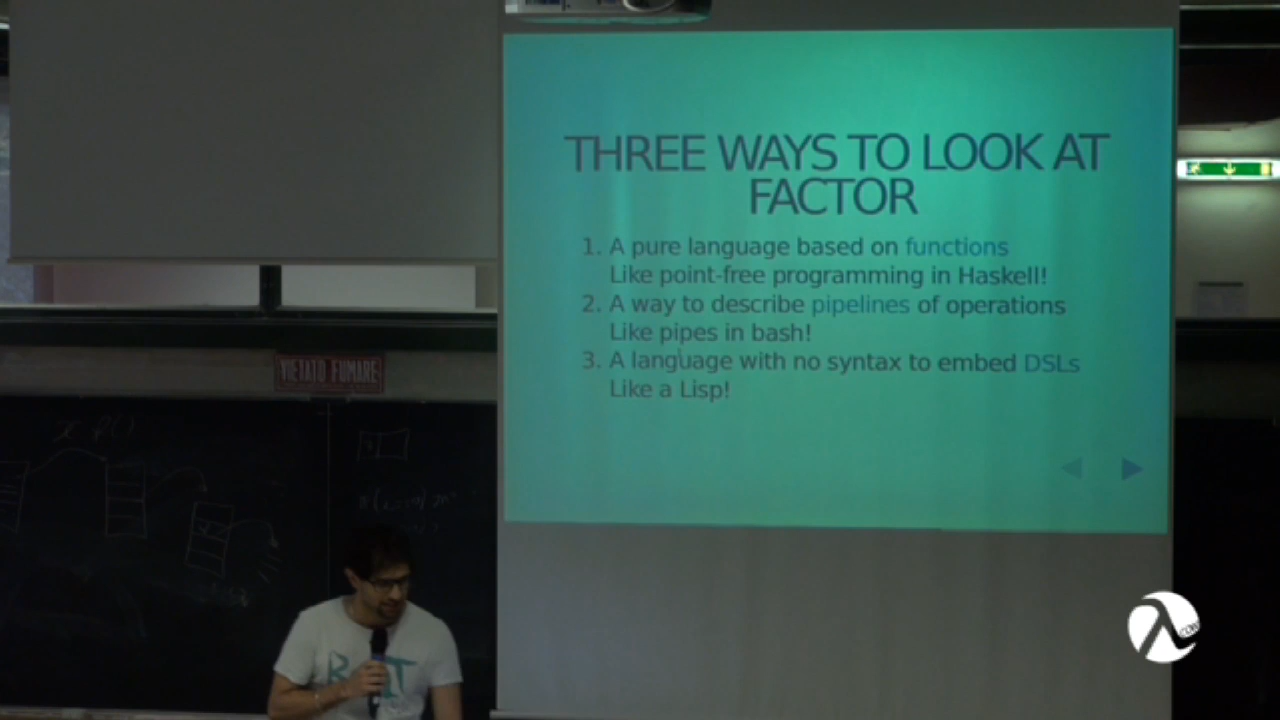 THREE WAYS TO LOOK AT
FACTOR
1. A pure language based on functions
Like point-free programming in Haskell!
2. A way to describe pipelines of operations
Like pipes in bash!
3. A language with no syntax to embed DSLs
Like a Lisp!
VIETATO FUMARE